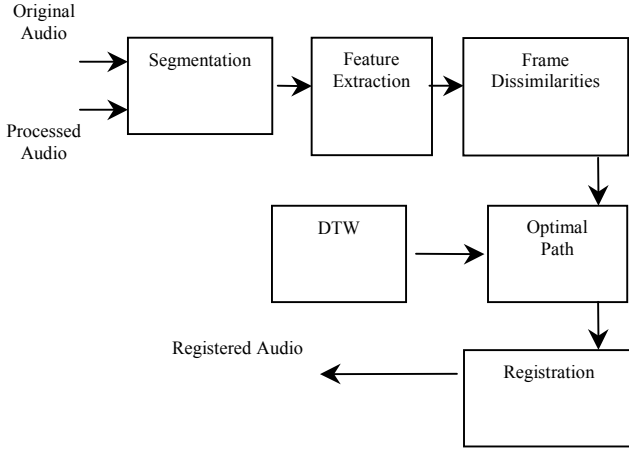 Original
Audio
Segmentation
Feature
Extraction
Frame
Dissimilarities
Processed
Audio
DTW
Optimal
Path
Registered Audio
Registration